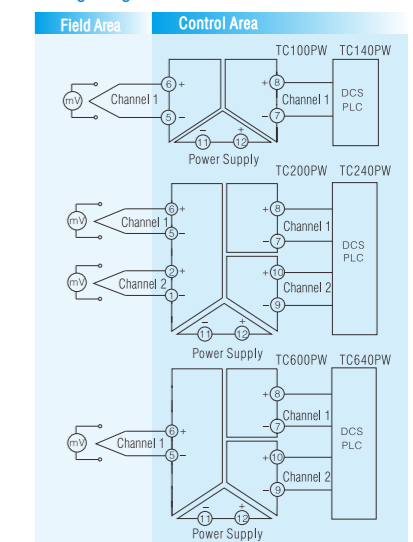 Field Area Control Area
TC100PW TC140PW
mV Channel 1 6 + 5 − + 8 − 7 Channel 1 DCS PLC
− 11 + 12
Power Supply
TC200PW TC240PW
mV Channel 1 6 + 5 − + 8 − 7 Channel 1 DCS PLC
mV Channel 2 2 + 1 − + 10 − 9 Channel 2
− 11 + 12
Power Supply
TC600PW TC640PW
mV Channel 1 6 + 5 − + 8 − 7 Channel 1 DCS PLC
+ 10 − 9 Channel 2
− 11 + 12
Power Supply